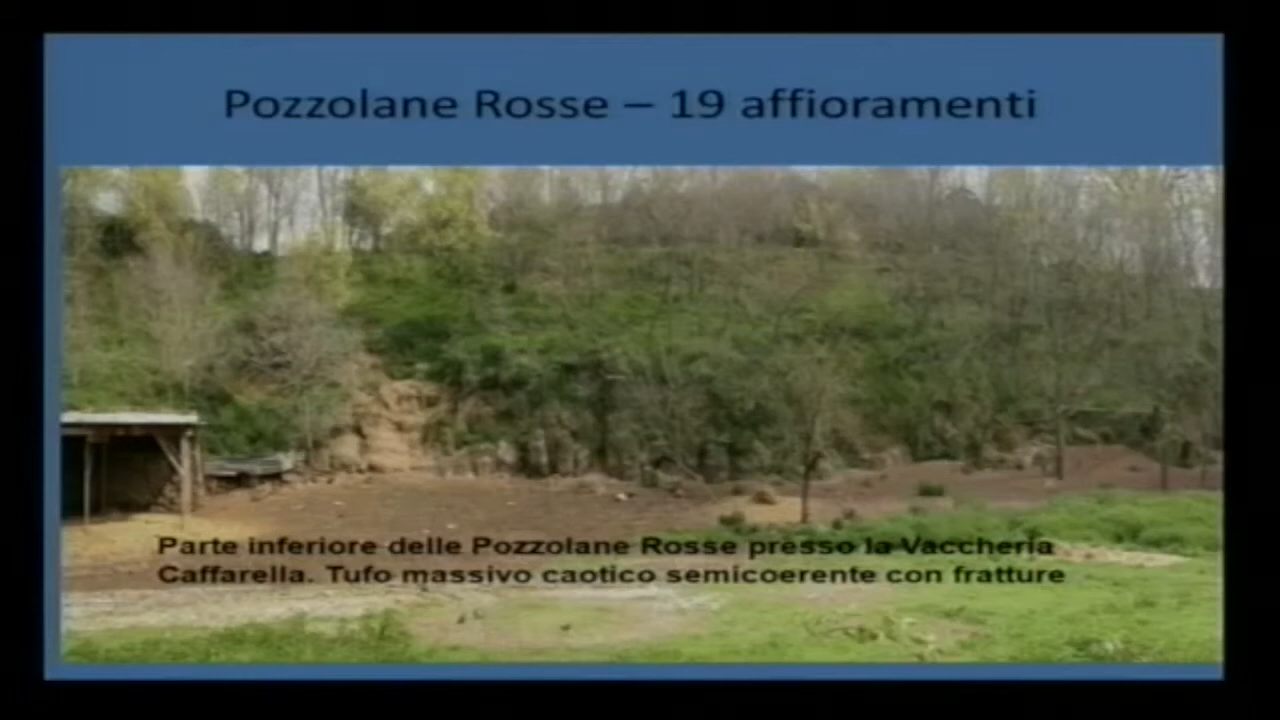 Pozzolane Rosse – 19 affioramenti
Parte inferiore delle Pozzolane Rosse presso la Vaccheria
Caffarella. Tufo massivo caotico semicoerente con fratture